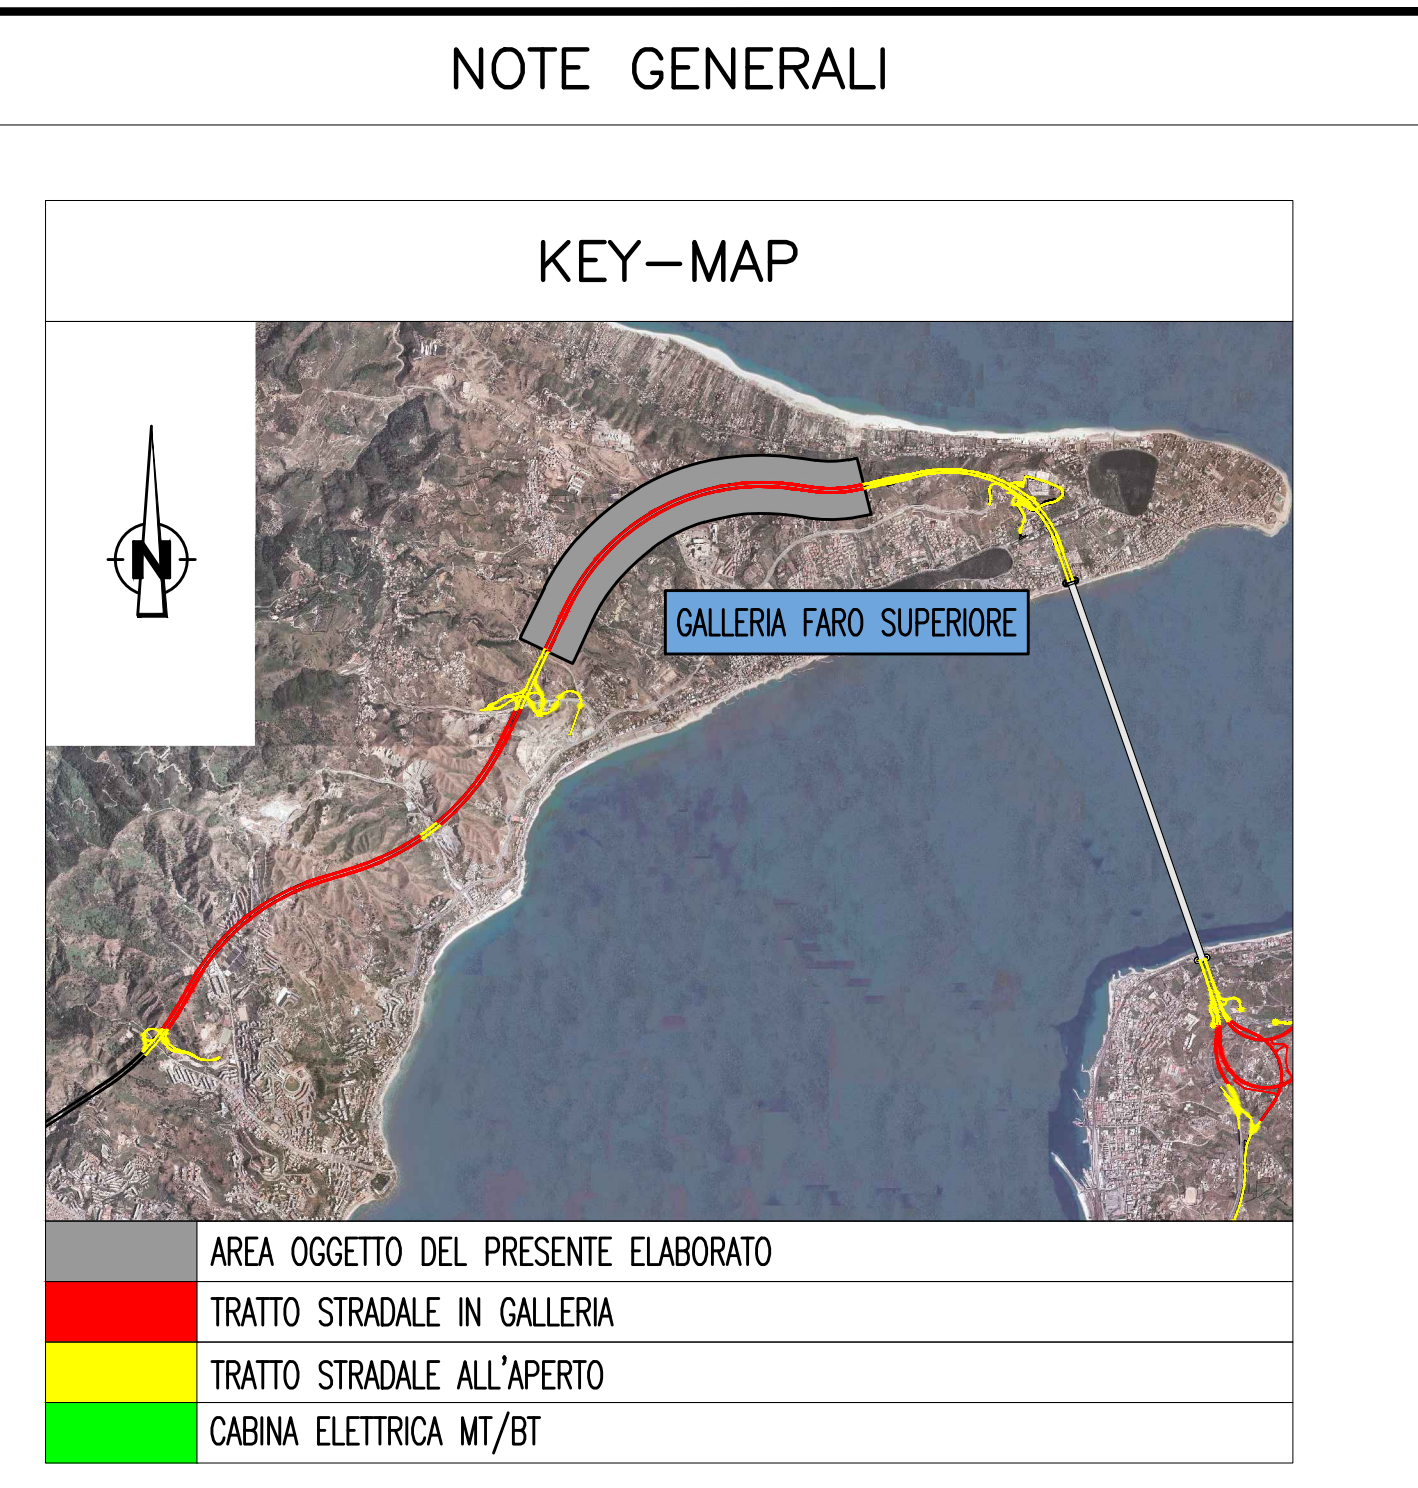 NOTE GENERALI
KEY-MAP
N
GALLERIA FARO SUPERIORE
AREA OGGETTO DEL PRESENTE ELABORATO
TRATTO STRADALE IN GALLERIA
TRATTO STRADALE ALL'APERTO
CABINA ELETTRICA MT/BT